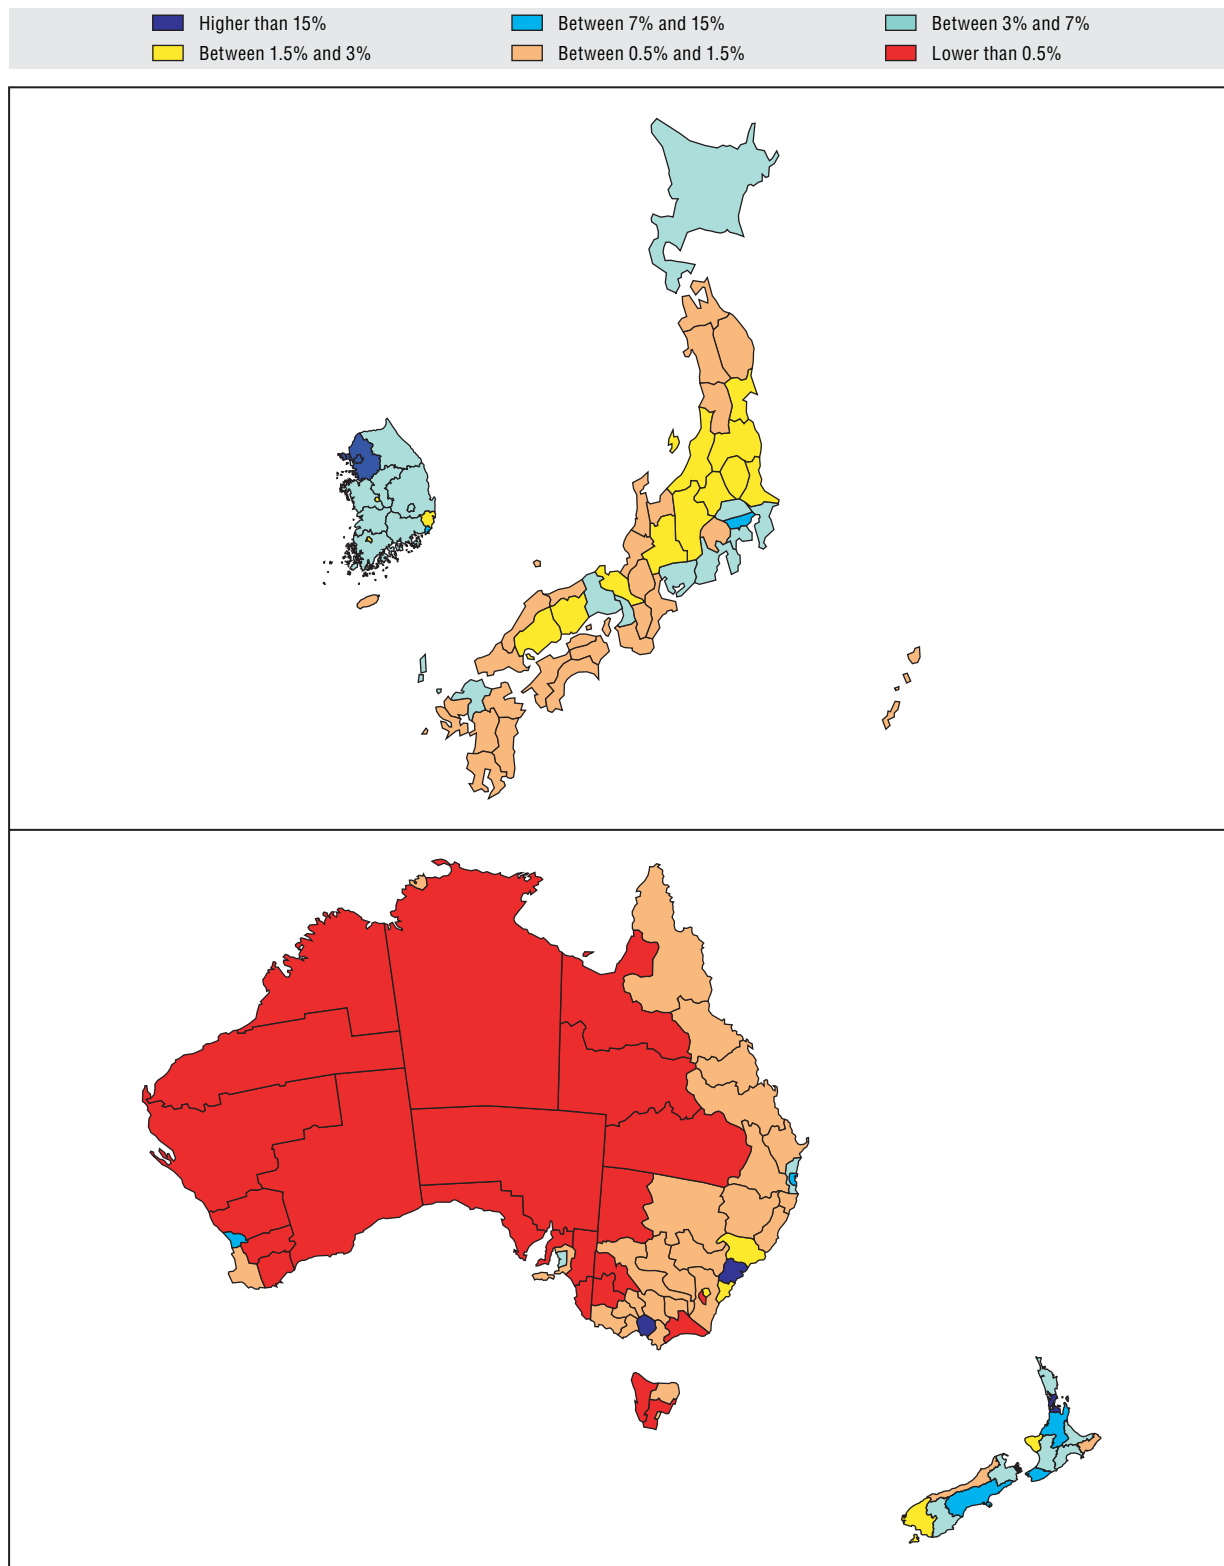 Higher than 15% Between 7% and 15% Between 3% and 7%
Between 1.5% and 3% Between 0.5% and 1.5% Lower than 0.5%